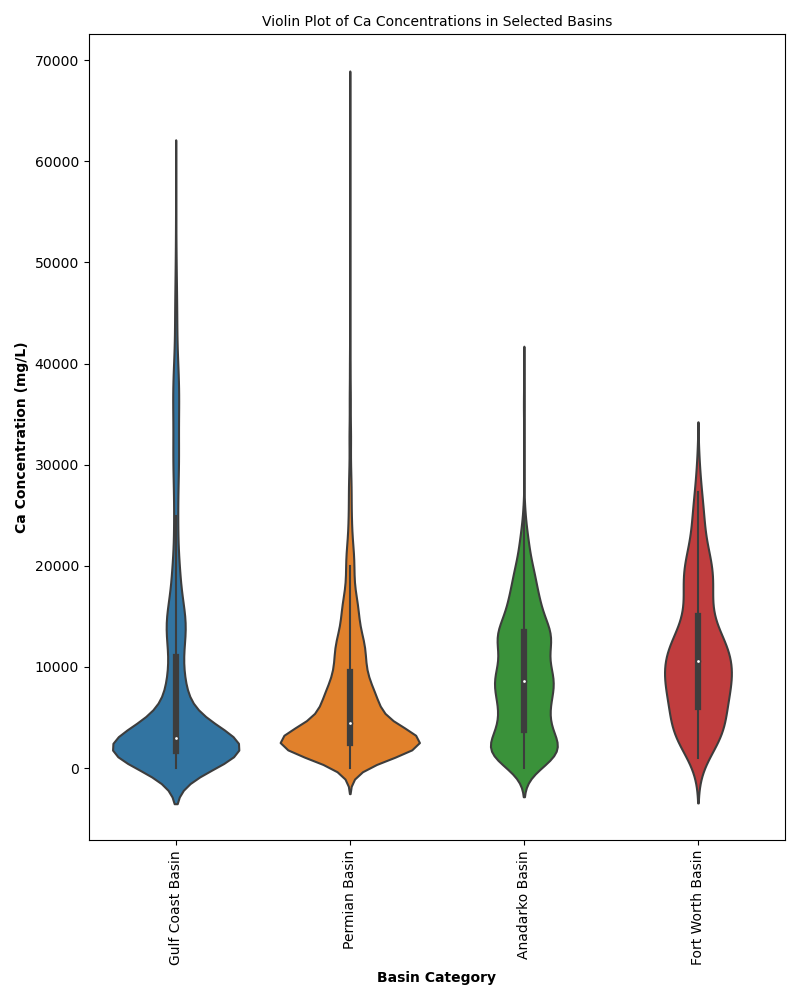 Violin Plot of Ca Concentrations in Selected Basins
70000
60000
50000
40000
30000
20000
10000
0
Ca Concentration (mg/L)
Gulf Coast Basin
Permian Basin
Anadarko Basin
Fort Worth Basin
Basin Category